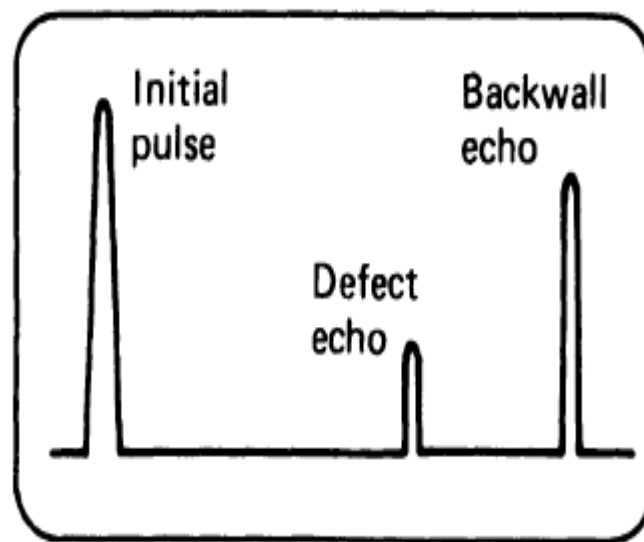 Initial
pulse
Backwall
echo
Defect
echo